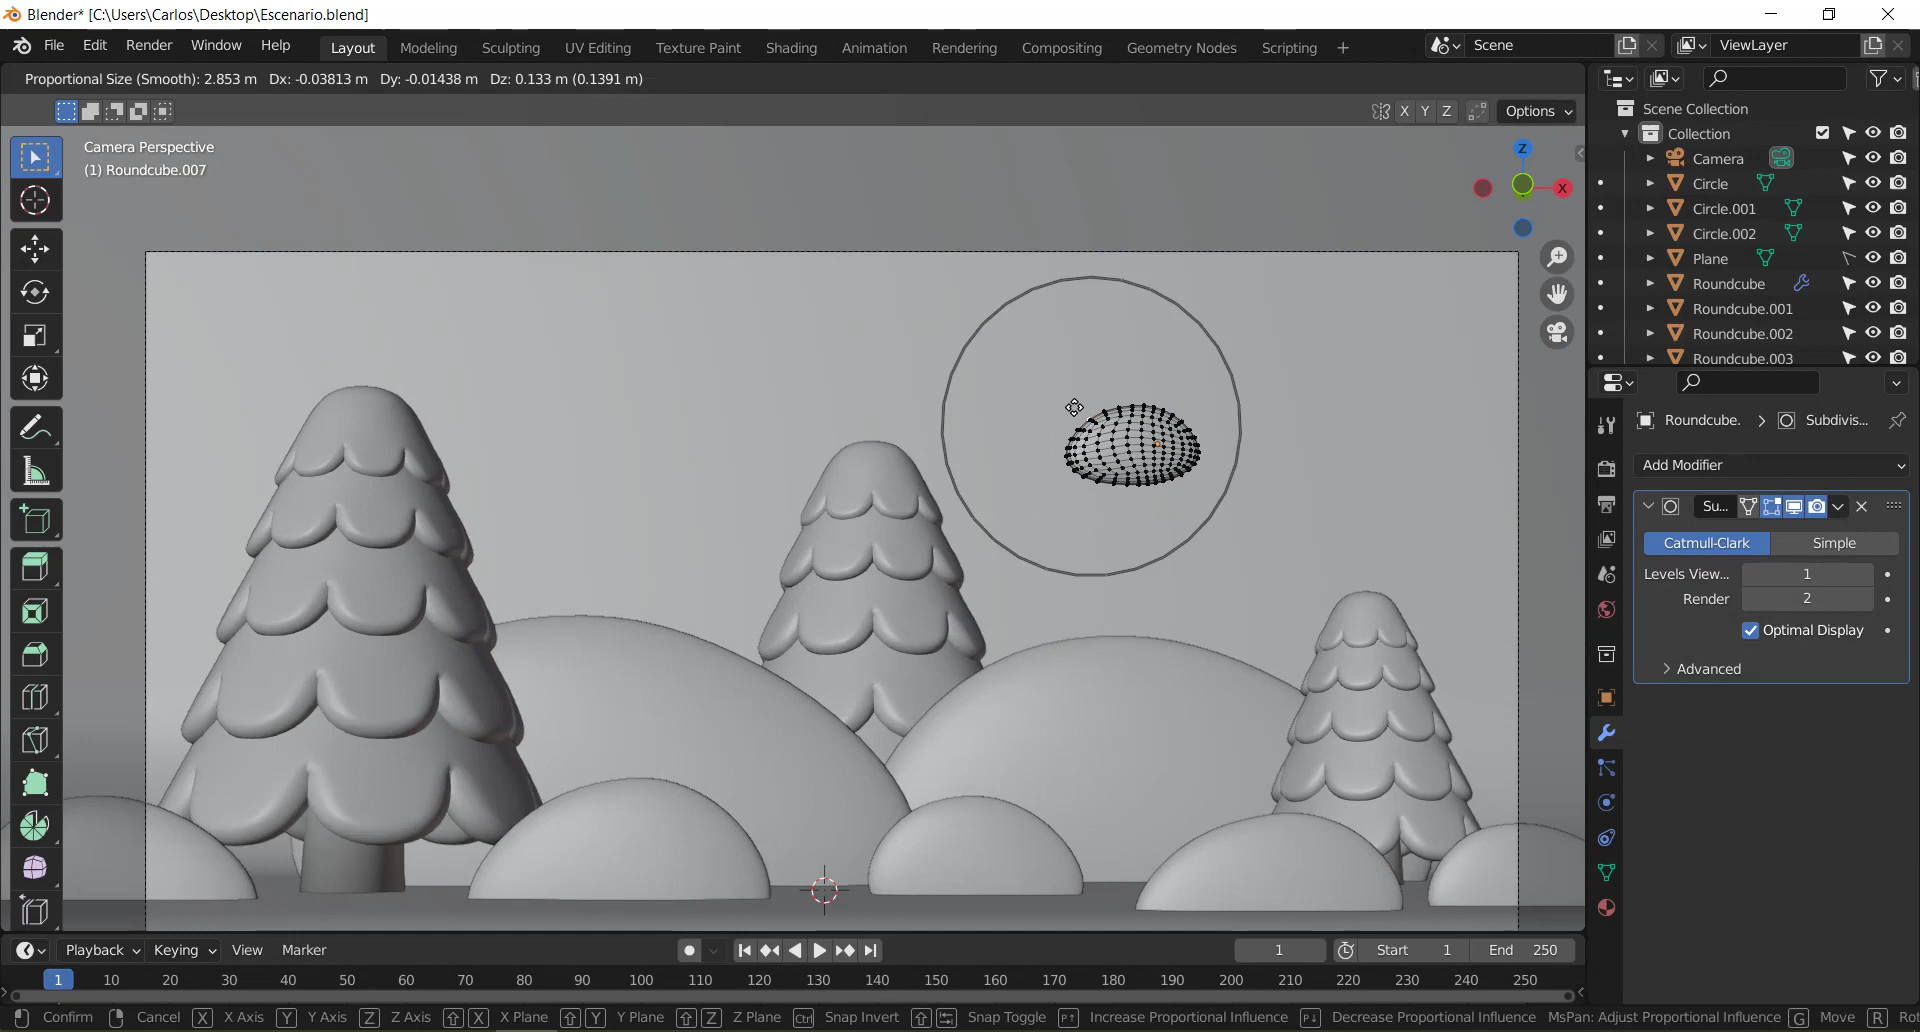 Blender* [C:\Users\Carlos\Desktop\Escenario.blend]
File Edit Render Window Help Layout Modeling Sculpting UV Editing Texture Paint Shading Animation Rendering Compositing Geometry Nodes Scripting + Scene ViewLayer
Proportional Size (Smooth): 2.853 m Dx: -0.03813 m Dy: -0.01438 m Dz: 0.133 m (0.1391 m)
X Y Z Options
Camera Perspective
(1) Roundcube.007
Z
X
Scene Collection
Collection
Camera
Circle
Circle.001
Circle.002
Plane
Roundcube
Roundcube.001
Roundcube.002
Roundcube.003
Roundcube. > Subdivis...
Add Modifier
Su...
Catmull-Clark Simple
Levels View... 1
Render 2
Optimal Display
Advanced
Playback Keying View Marker 1 Start 1 End 250
1 10 20 30 40 50 60 70 80 90 100 110 120 130 140 150 160 170 180 190 200 210 220 230 240 250
Confirm Cancel X X Axis Y Y Axis Z Z Axis X X Plane Y Y Plane Z Z Plane Ctrl Snap Invert Snap Toggle P↑ Increase Proportional Influence P↓ Decrease Proportional Influence MsPan: Adjust Proportional Influence G Move R Rot